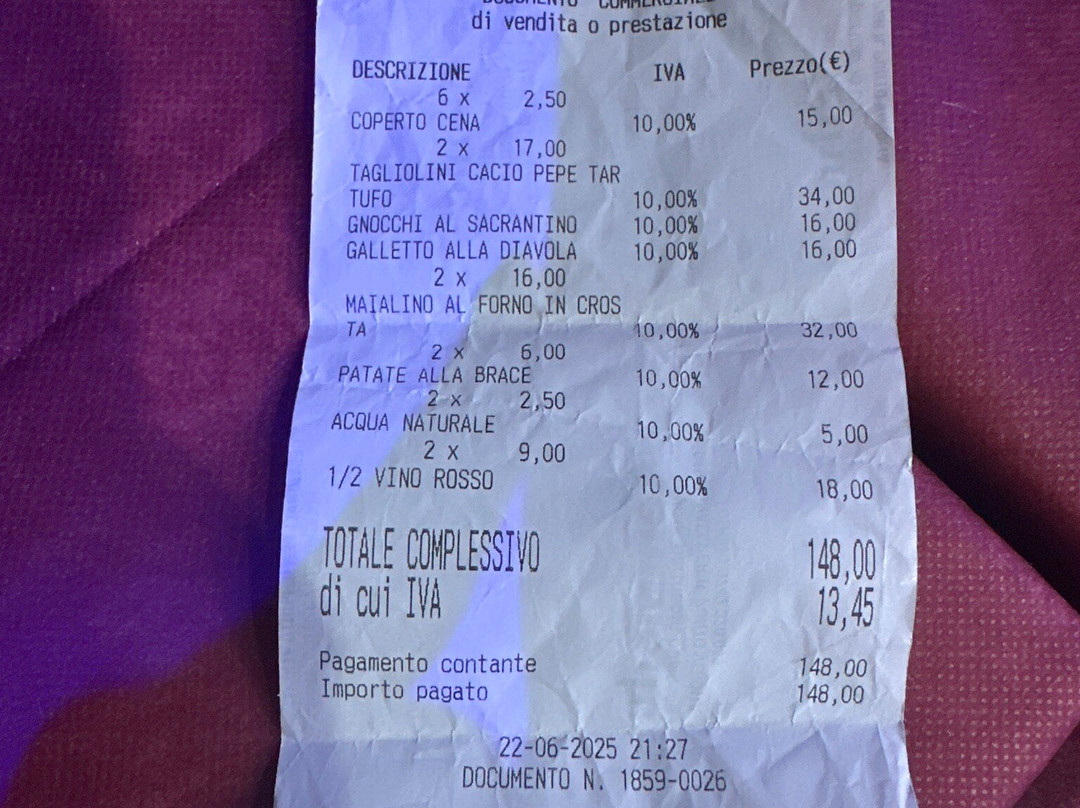 DOCUMENTO COMMERCIALE
di vendita o prestazione
DESCRIZIONE IVA Prezzo(€)
6 x 2,50
COPERTO CENA 10,00% 15,00
2 x 17,00
TAGLIOLINI CACIO PEPE TAR
TUFO 10,00% 34,00
GNOCCHI AL SACRANTINO 10,00% 16,00
GALLETTO ALLA DIAVOLA 10,00% 16,00
2 x 16,00
MAIALINO AL FORNO IN CROS
TA 10,00% 32,00
2 x 6,00
PATATE ALLA BRACE 10,00% 12,00
2 x 2,50
ACQUA NATURALE 10,00% 5,00
2 x 9,00
1/2 VINO ROSSO 10,00% 18,00
TOTALE COMPLESSIVO 148,00
di cui IVA 13,45
Pagamento contante 148,00
Importo pagato 148,00
22-06-2025 21:27
DOCUMENTO N. 1859-0026